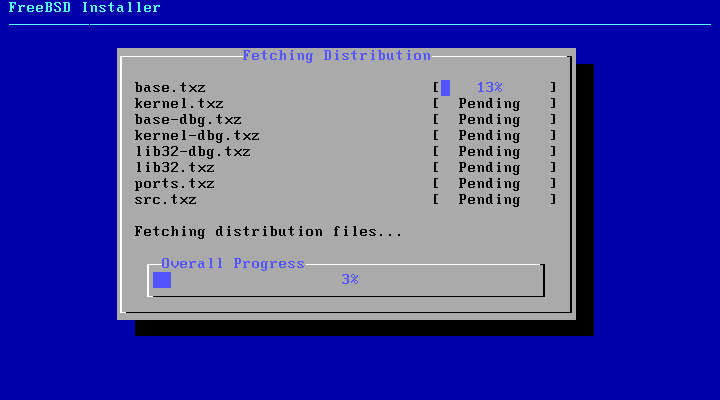 FreeBSD Installer
Fetching Distribution
base.txz [ 13% ]
kernel.txz [ Pending ]
base-dbg.txz [ Pending ]
kernel-dbg.txz [ Pending ]
lib32-dbg.txz [ Pending ]
lib32.txz [ Pending ]
ports.txz [ Pending ]
src.txz [ Pending ]
Fetching distribution files...
Overall Progress
3%